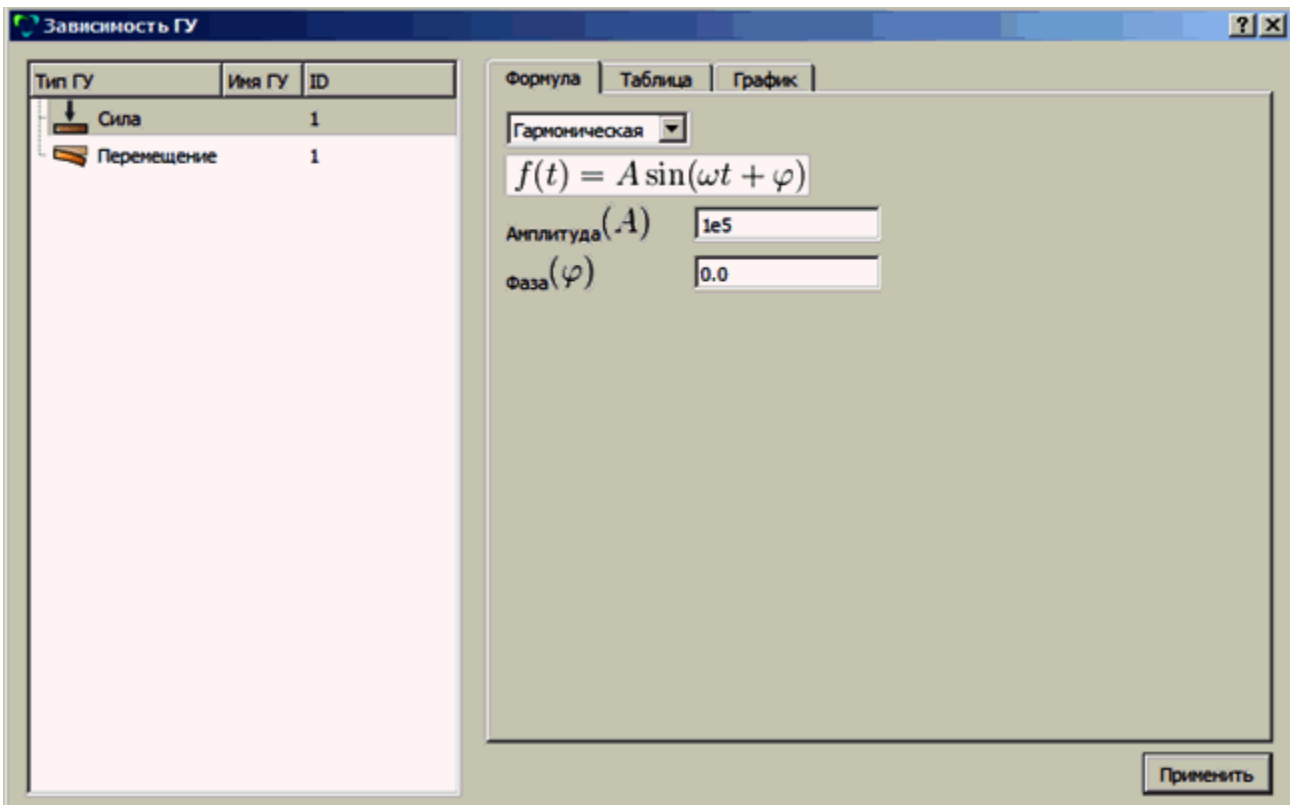 Зависимость ГУ
Тип ГУ Имя ГУ ID
Сила 1
Перемещение 1
Формула Таблица График
Гармоническая
f(t) = A sin(ωt + φ)
Амплитуда(A) 1e5
Фаза(φ) 0.0
Применить